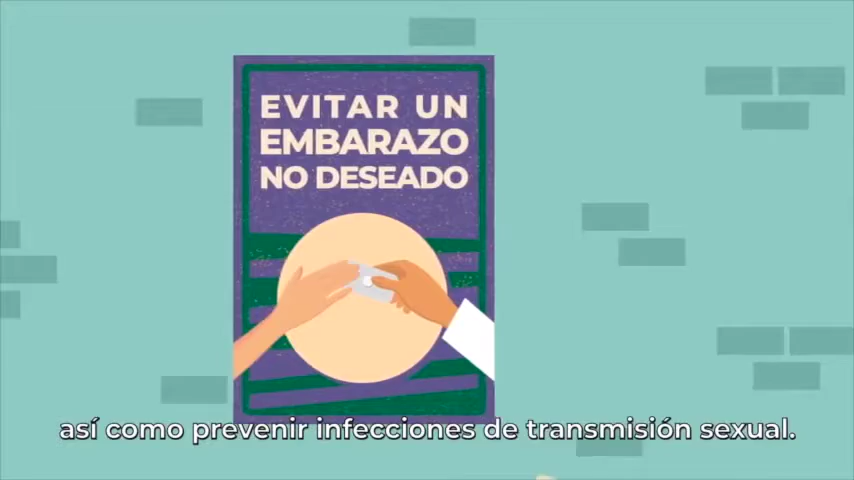 EVITAR UN
EMBARAZO
NO DESEADO
así como prevenir infecciones de transmisión sexual.